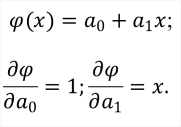 φ(x) = a₀ + a₁x;
∂φ/∂a₀ = 1; ∂φ/∂a₁ = x.